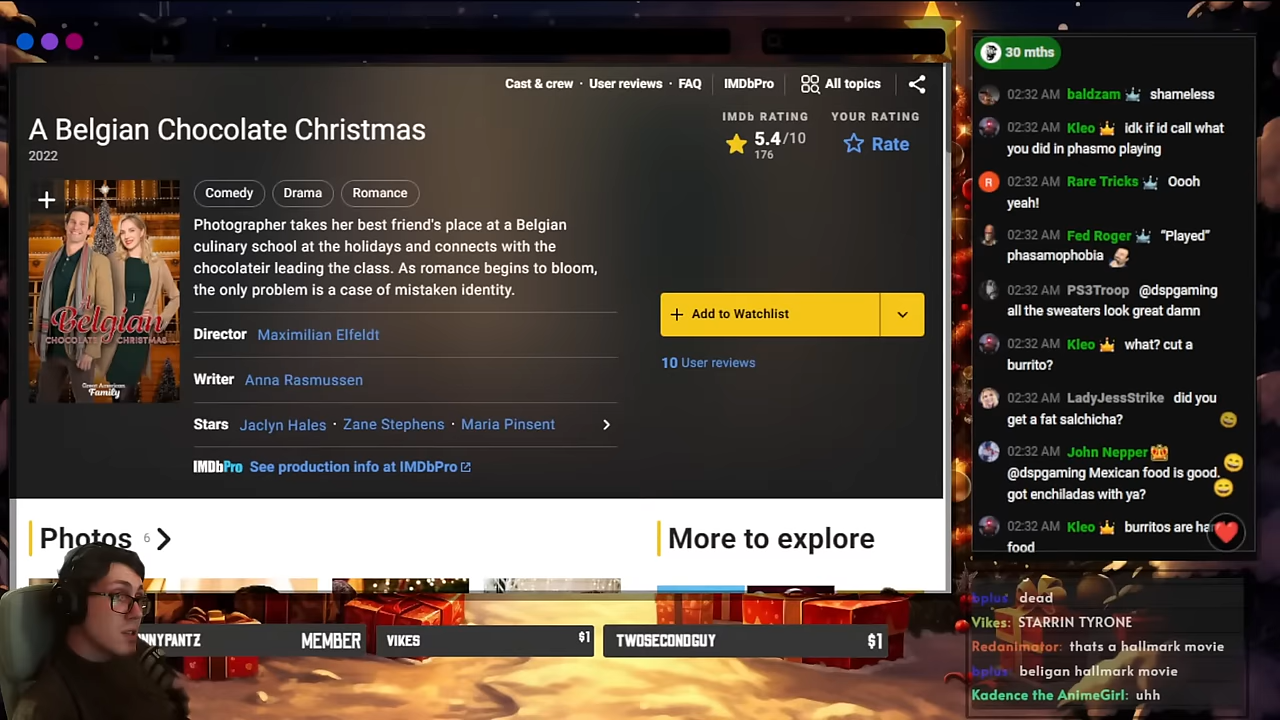 Cast & crew · User reviews · FAQ IMDbPro All topics
A Belgian Chocolate Christmas
2022
IMDb RATING
5.4/10
176
YOUR RATING
Rate
Comedy Drama Romance
Photographer takes her best friend's place at a Belgian
culinary school at the holidays and connects with the
chocolateir leading the class. As romance begins to bloom,
the only problem is a case of mistaken identity.
A
Belgian
CHOCOLATE CHRISTMAS
Great American
Family
Director Maximilian Elfeldt
Writer Anna Rasmussen
Stars Jaclyn Hales · Zane Stephens · Maria Pinsent
IMDbPro See production info at IMDbPro
+ Add to Watchlist
10 User reviews
Photos 6
More to explore
NNYPANTZ MEMBER
VIKES $1
TWOSECONDGUY $1
30 mths
02:32 AM baldzam shameless
02:32 AM Kleo idk if id call what
you did in phasmo playing
R 02:32 AM Rare Tricks Oooh
yeah!
02:32 AM Fed Roger “Played”
phasamophobia
02:32 AM PS3Troop @dspgaming
all the sweaters look great damn
02:32 AM Kleo what? cut a
burrito?
02:32 AM LadyJessStrike did you
get a fat salchicha?
02:32 AM John Nepper
@dspgaming Mexican food is good.
got enchiladas with ya?
02:32 AM Kleo burritos are ha
food
bplus: dead
Vikes: STARRIN TYRONE
Redanimator: thats a hallmark movie
bplus: beligan hallmark movie
Kadence the AnimeGirl: uhh